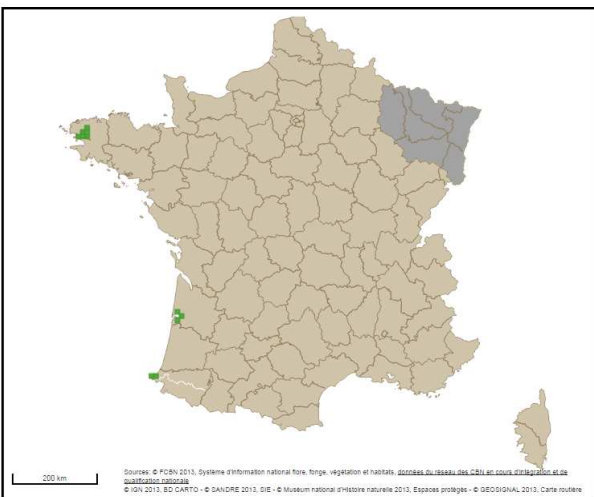 200 km
Sources: © FCBN 2013, Système d'information national flore, fonge, végétation et habitats, données du réseau des CBN en cours d'intégration et de
qualification nationale
© IGN 2013, BD CARTO - © SANDRE 2013, SIE - © Muséum national d'Histoire naturelle 2013, Espaces protégés - © GEOSIGNAL 2013, Carte routière